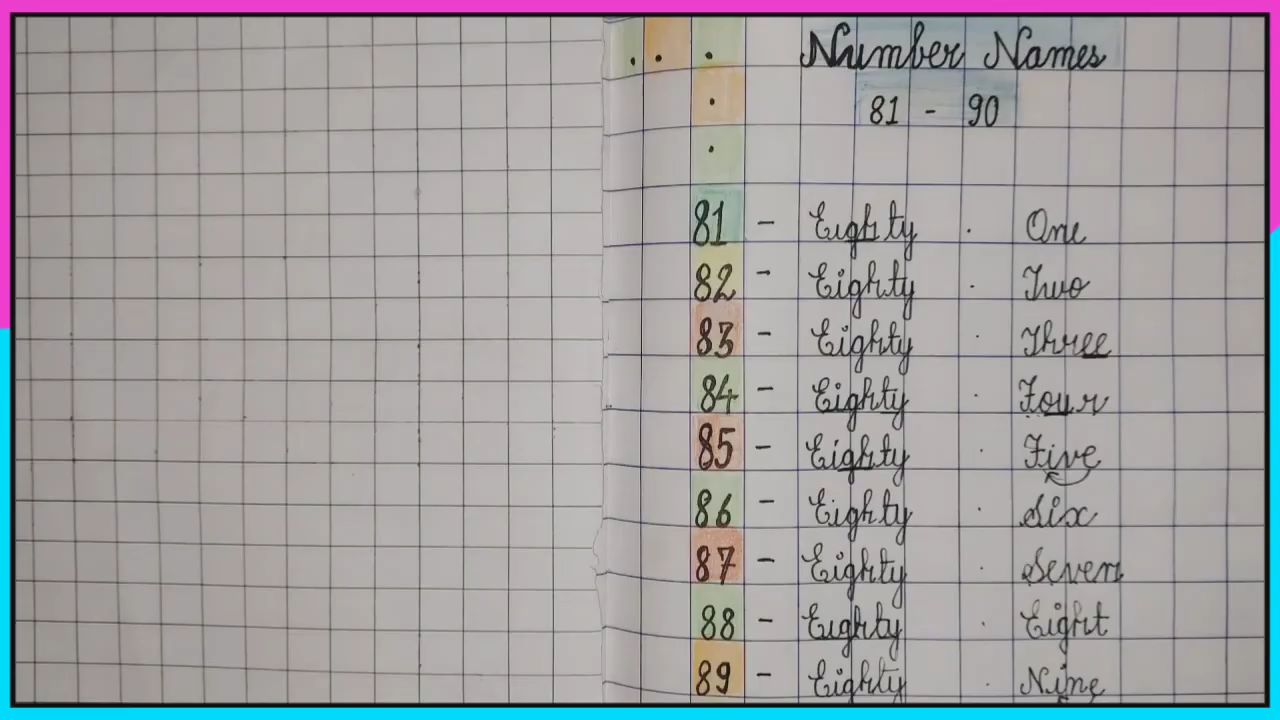 Number Names
81 - 90
81 - Eighty . One
82 - Eighty . Two
83 - Eighty . Three
84 - Eighty . Four
85 - Eighty . Five
86 - Eighty . Six
87 - Eighty . Seven
88 - Eighty . Eight
89 - Eighty . Nine